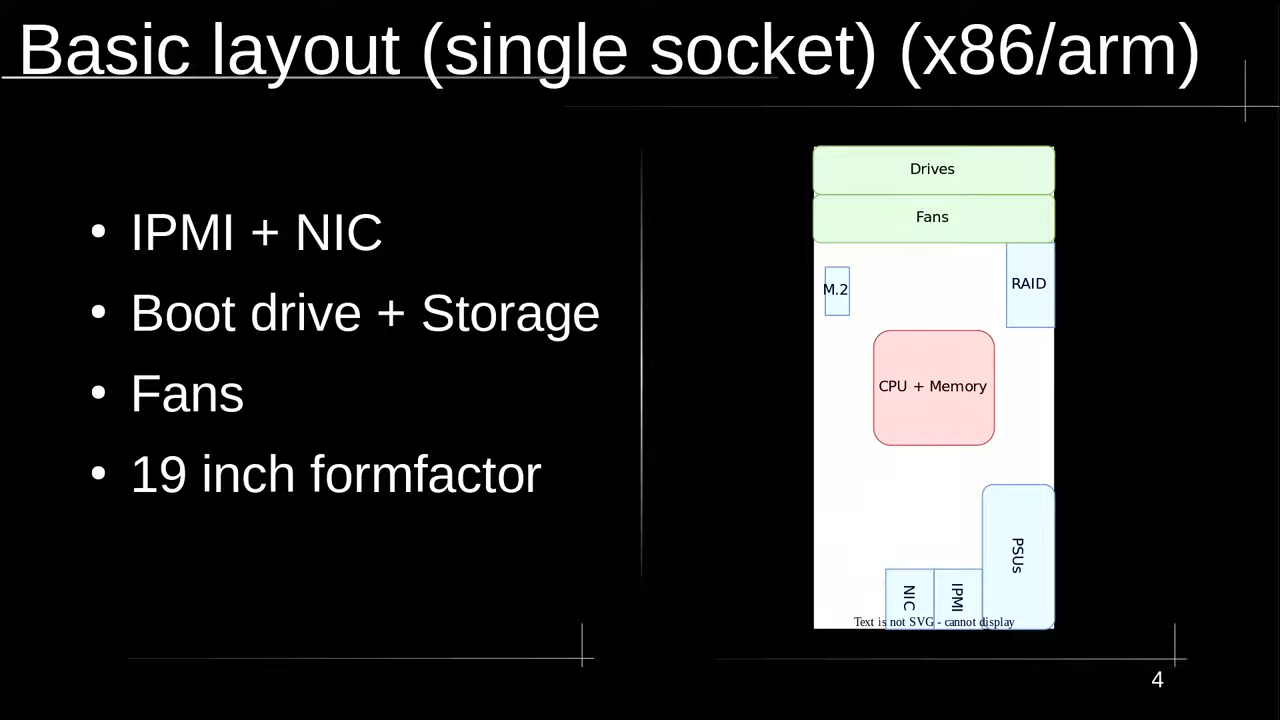 Basic layout (single socket) (x86/arm)
• IPMI + NIC
• Boot drive + Storage
• Fans
• 19 inch formfactor
Drives
Fans
M.2
RAID
CPU + Memory
PSUs
NIC
IPMI
Text is not SVG - cannot display
4